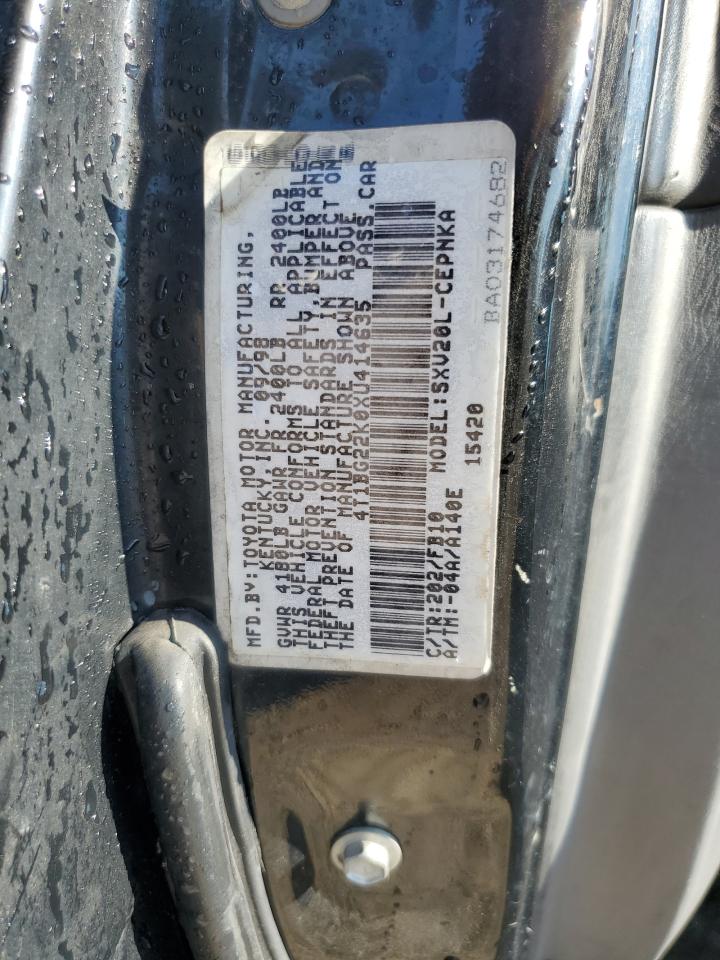 MFD.BY:TOYOTA MOTOR MANUFACTURING,
KENTUCKY,INC. 09/98
GVWR 4180LB GAWR FR 2400LB RR 2400LB
THIS VEHICLE CONFORMS TO ALL APPLICABLE
FEDERAL MOTOR VEHICLE SAFETY,BUMPER AND
THEFT PREVENTION STANDARDS IN EFFECT ON
THE DATE OF MANUFACTURE SHOWN ABOVE
4T1BG22K0XU414635 PASS.CAR
C/TR:202/FB10 MODEL:SXV20L-CEPNKA
A/TM:-04A/A140E 15420
BA03174682